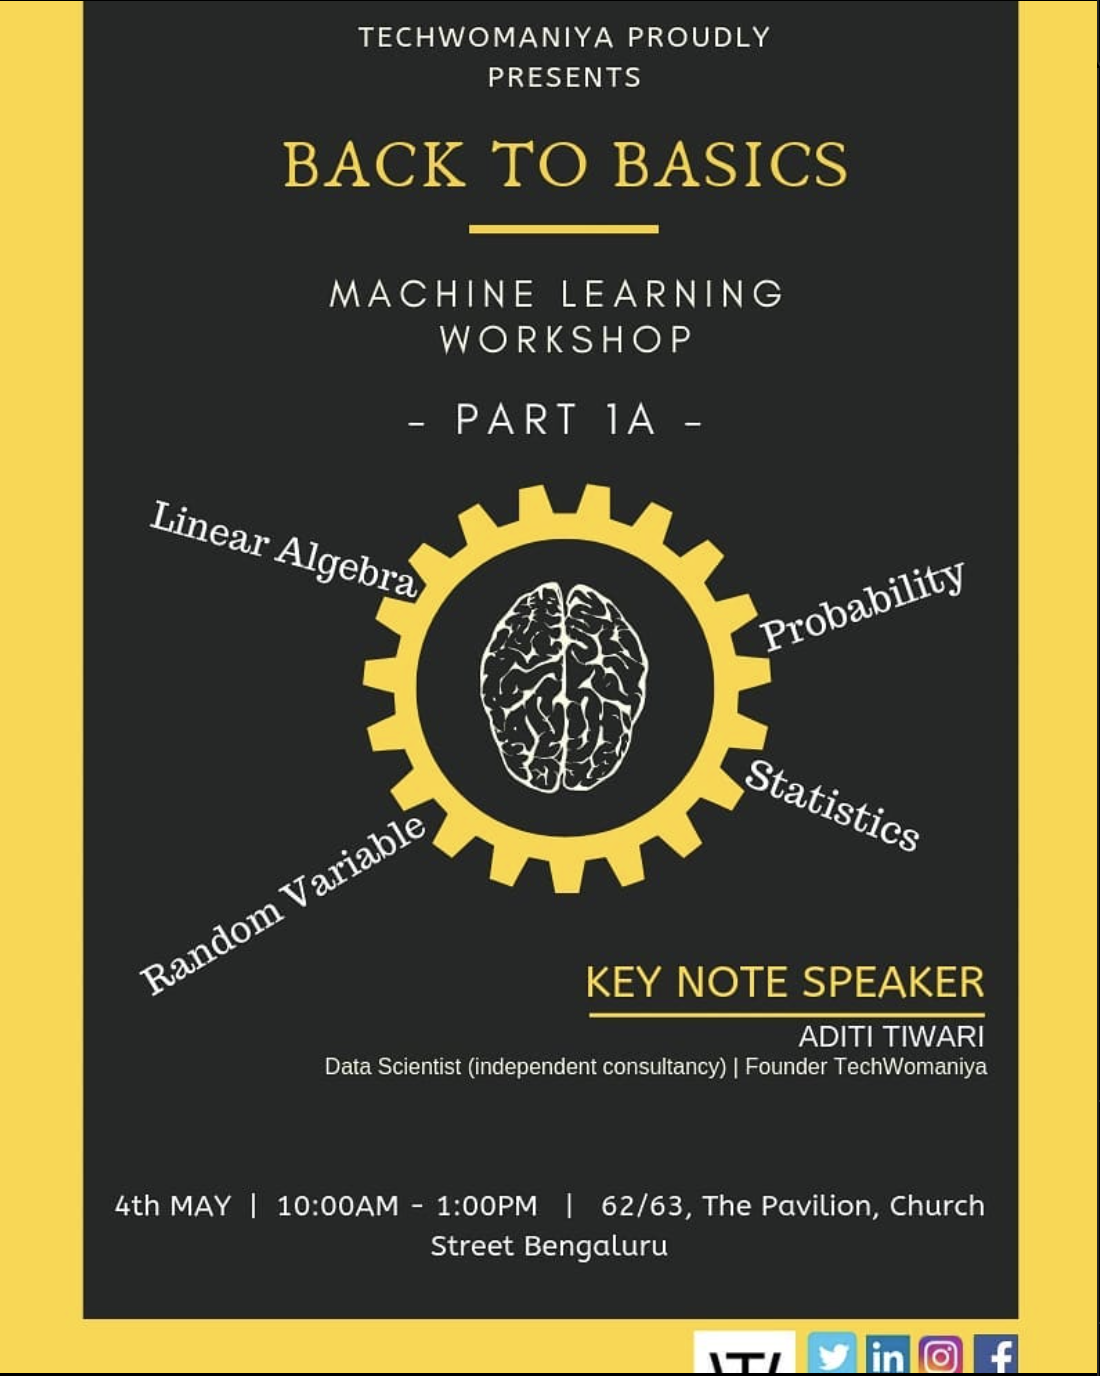 TECHWOMANIYA PROUDLY
PRESENTS
BACK TO BASICS
MACHINE LEARNING
WORKSHOP
- PART 1A -
Linear Algebra
Probability
Statistics
Random Variable
KEY NOTE SPEAKER
ADITI TIWARI
Data Scientist (independent consultancy) | Founder TechWomaniya
4th MAY | 10:00AM - 1:00PM | 62/63, The Pavilion, Church
Street Bengaluru
in